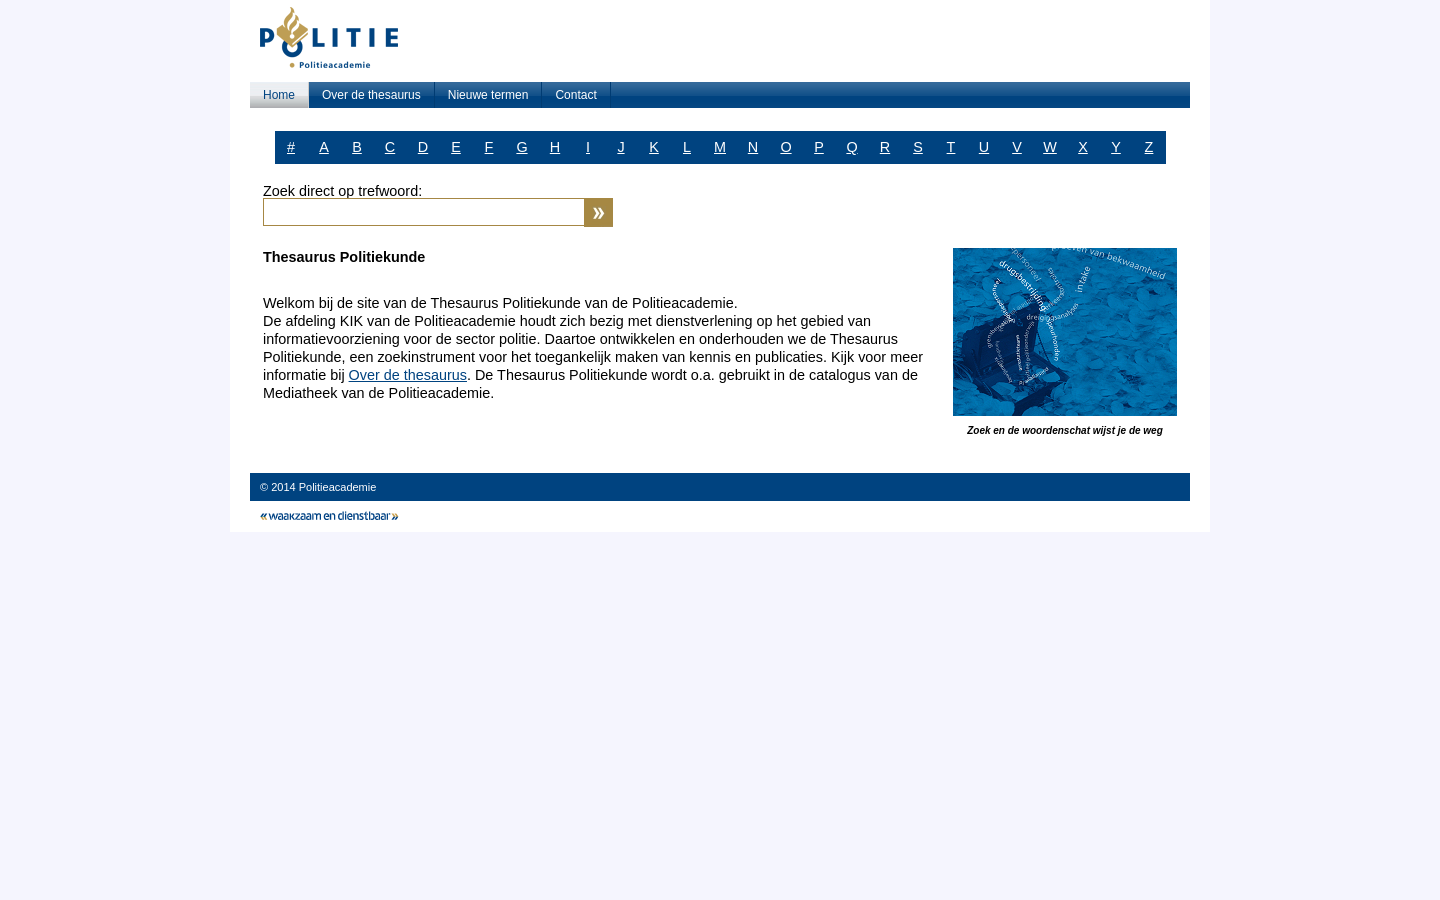 POLITIE
Politieacademie
Home Over de thesaurus Nieuwe termen Contact
# A B C D E F G H I J K L M N O P Q R S T U V W X Y Z
Zoek direct op trefwoord:
»
Thesaurus Politiekunde
Welkom bij de site van de Thesaurus Politiekunde van de Politieacademie.
De afdeling KIK van de Politieacademie houdt zich bezig met dienstverlening op het gebied van
informatievoorziening voor de sector politie. Daartoe ontwikkelen en onderhouden we de Thesaurus
Politiekunde, een zoekinstrument voor het toegankelijk maken van kennis en publicaties. Kijk voor meer
informatie bij Over de thesaurus. De Thesaurus Politiekunde wordt o.a. gebruikt in de catalogus van de
Mediatheek van de Politieacademie.
van bekwaamheid
intake
drugsbestrijding
dreigingsanalyses
speurhonden
Zoek en de woordenschat wijst je de weg
© 2014 Politieacademie
« waakzaam en dienstbaar »